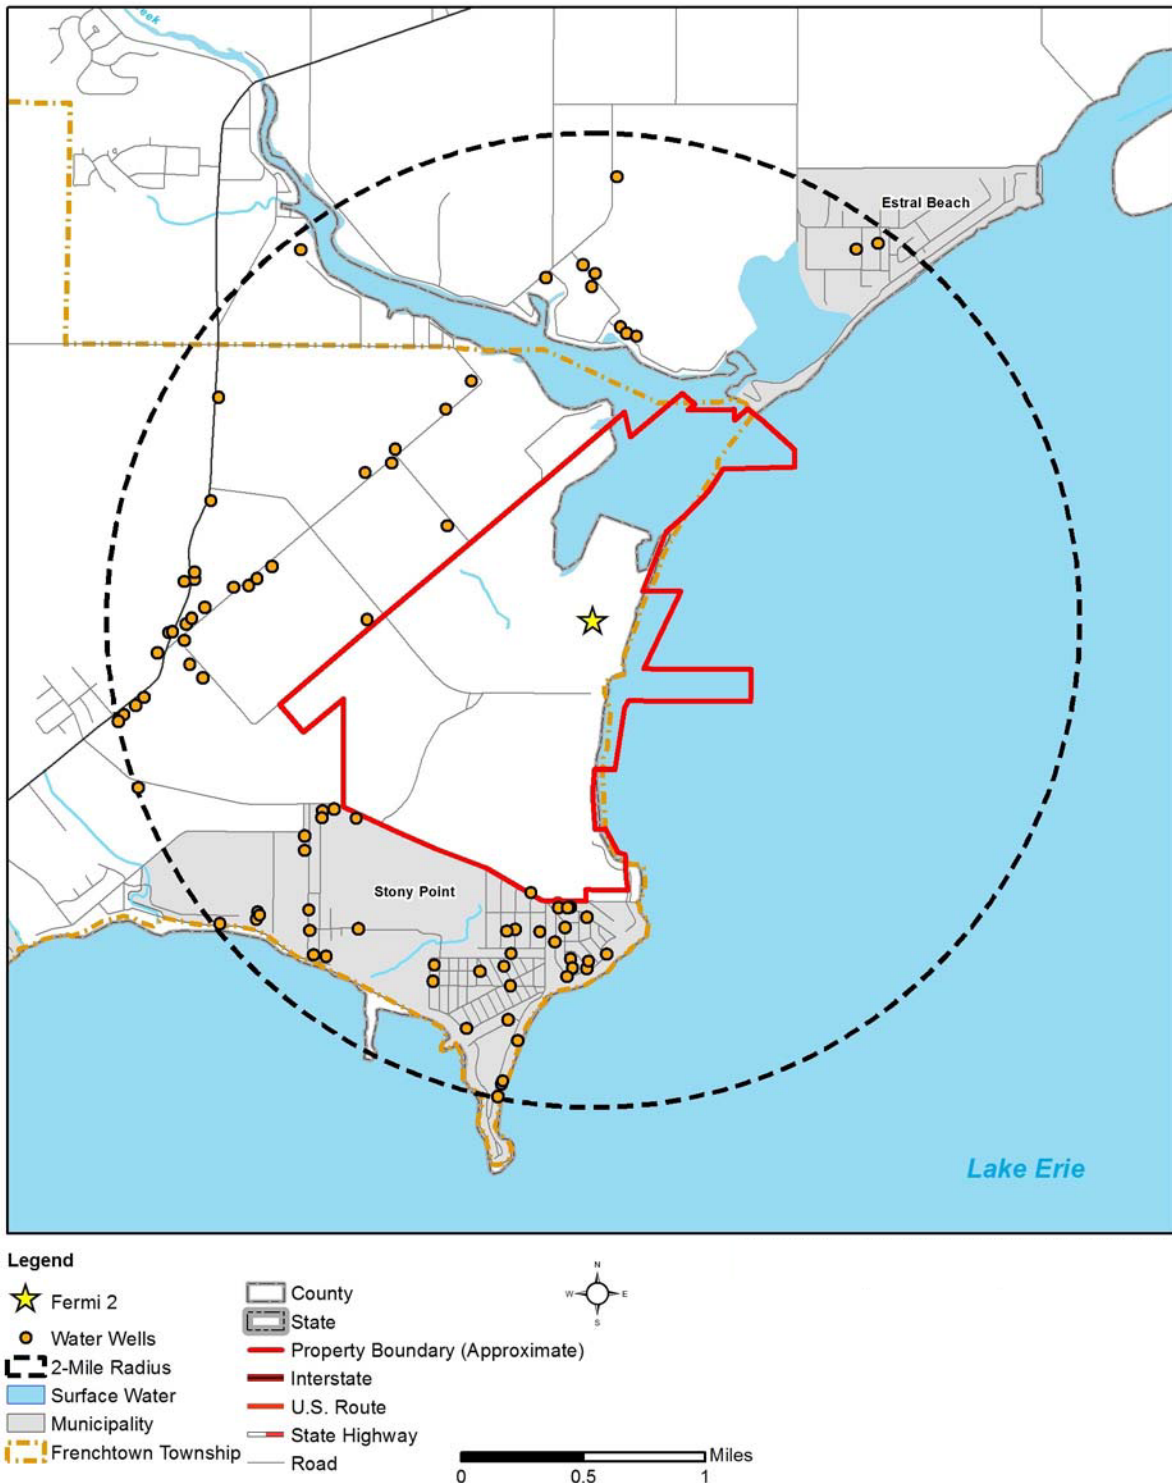 eek
Estral Beach
Stony Point
Lake Erie
Legend
Fermi 2
Water Wells
2-Mile Radius
Surface Water
Municipality
Frenchtown Township
County
State
Property Boundary (Approximate)
Interstate
U.S. Route
State Highway
Road
N
W E
S
Miles
0 0.5 1